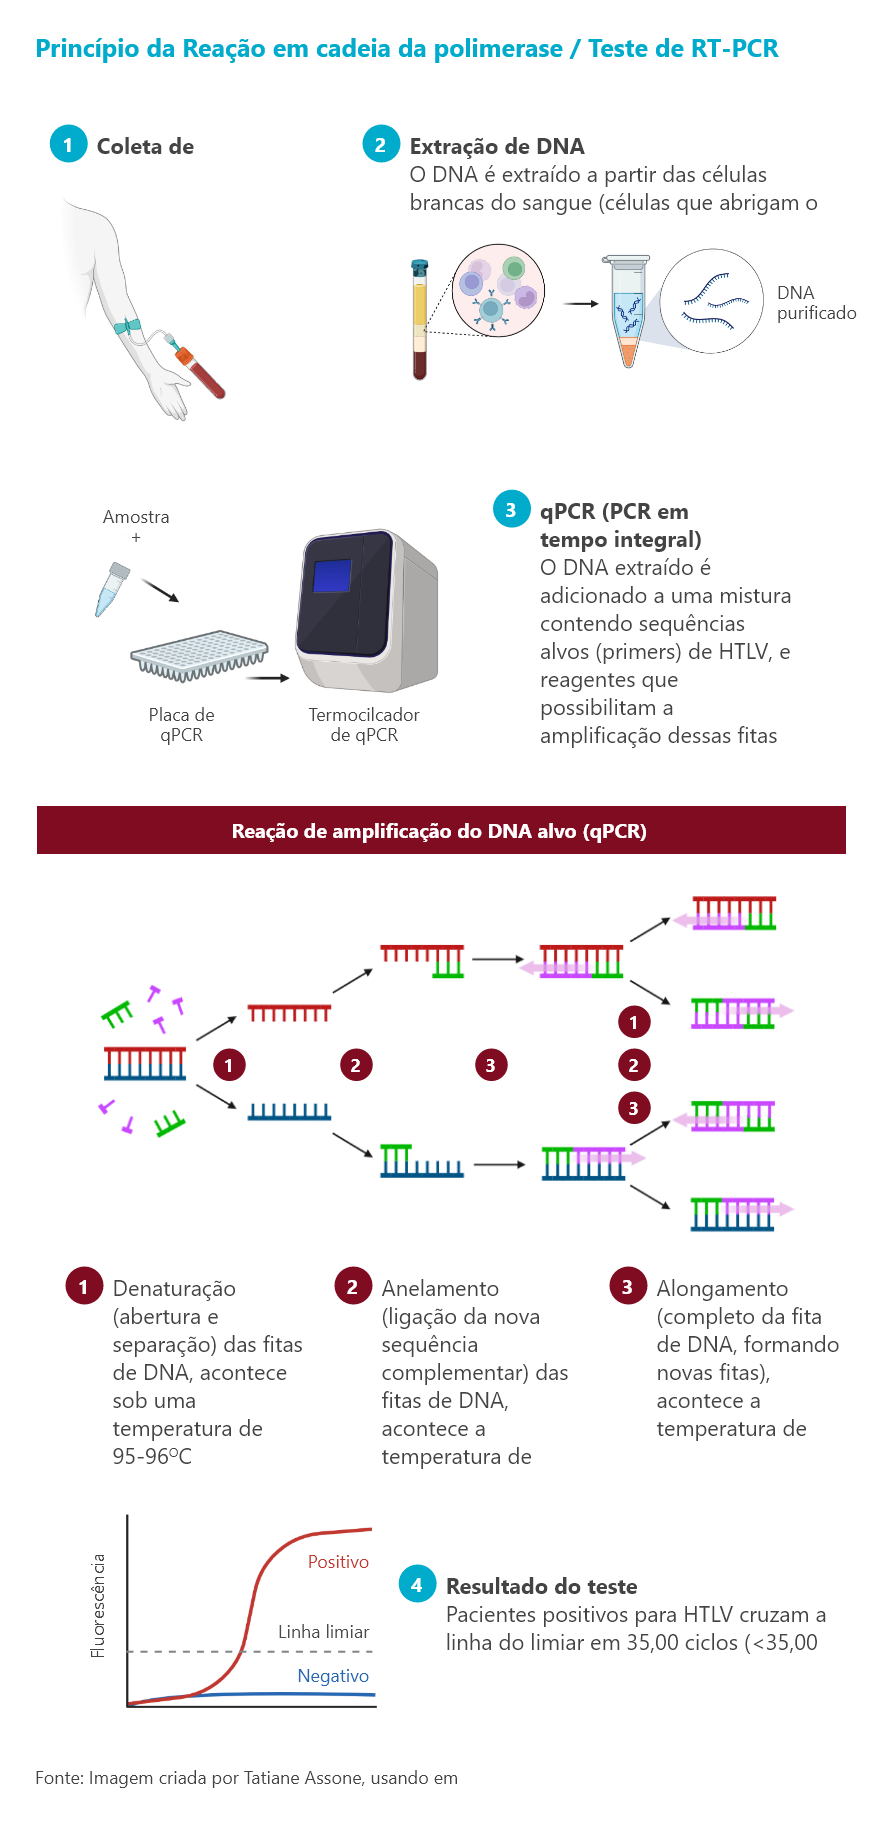 Princípio da Reação em cadeia da polimerase / Teste de RT-PCR
1 Coleta de
2 Extração de DNA
O DNA é extraído a partir das células
brancas do sangue (células que abrigam o
DNA
purificado
Amostra
+
Placa de
qPCR
Termocilcador
de qPCR
3 qPCR (PCR em
tempo integral)
O DNA extraído é
adicionado a uma mistura
contendo sequências
alvos (primers) de HTLV, e
reagentes que
possibilitam a
amplificação dessas fitas
Reação de amplificação do DNA alvo (qPCR)
1
2
3
1
2
3
1 Denaturação
(abertura e
separação) das fitas
de DNA, acontece
sob uma
temperatura de
95-96ºC
2 Anelamento
(ligação da nova
sequência
complementar) das
fitas de DNA,
acontece a
temperatura de
3 Alongamento
(completo da fita
de DNA, formando
novas fitas),
acontece a
temperatura de
Fluorescência
Positivo
Linha limiar
Negativo
4 Resultado do teste
Pacientes positivos para HTLV cruzam a
linha do limiar em 35,00 ciclos (<35,00
Fonte: Imagem criada por Tatiane Assone, usando em